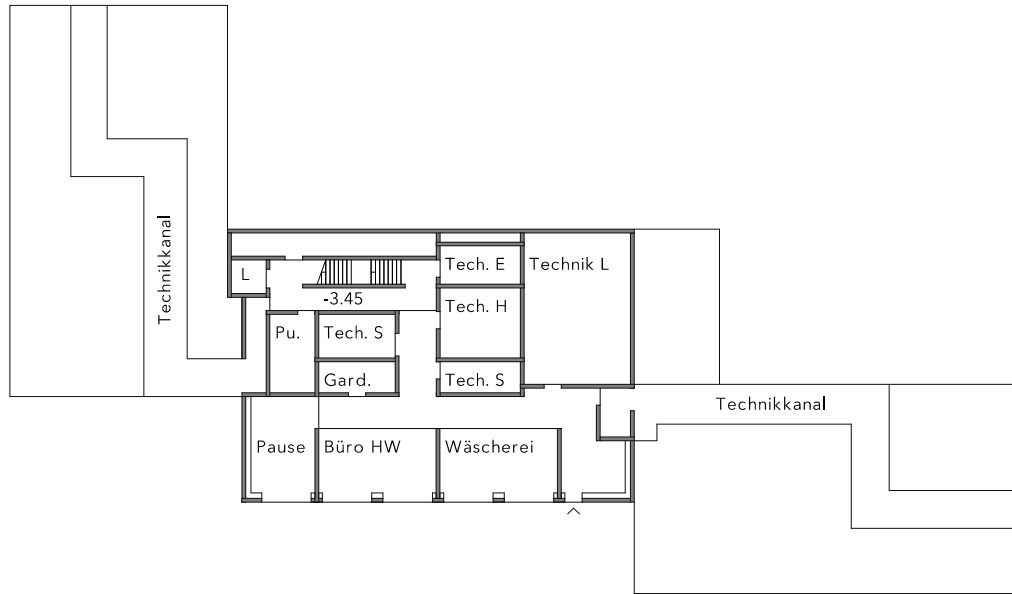 Technikkanal
L
Tech. E
Technik L
-3.45
Tech. H
Pu.
Tech. S
Gard.
Tech. S
Technikkanal
Pause
Büro HW
Wäscherei